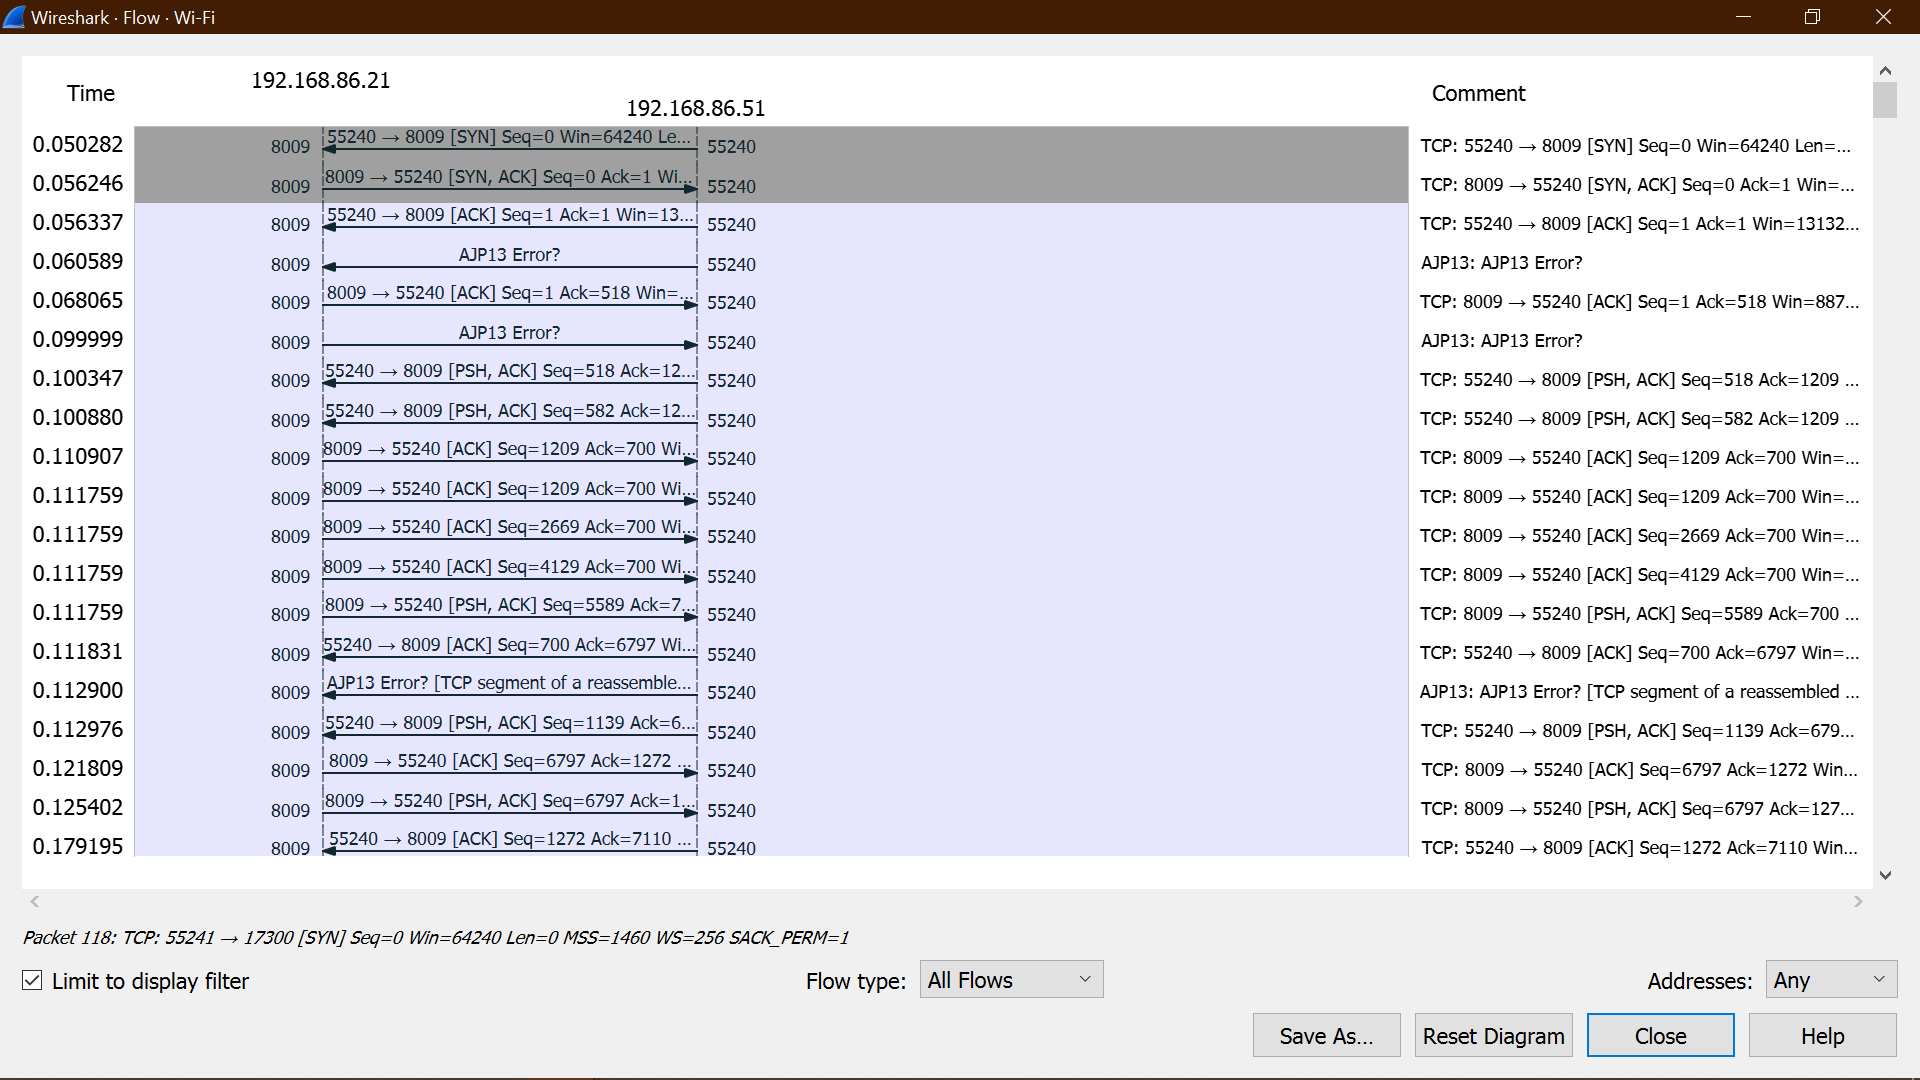 Wireshark · Flow · Wi-Fi
192.168.86.21
Time Comment
192.168.86.51
0.050282 8009 55240 → 8009 [SYN] Seq=0 Win=64240 Le... 55240 TCP: 55240 → 8009 [SYN] Seq=0 Win=64240 Len=...
0.056246 8009 8009 → 55240 [SYN, ACK] Seq=0 Ack=1 Wi... 55240 TCP: 8009 → 55240 [SYN, ACK] Seq=0 Ack=1 Win=...
0.056337 8009 55240 → 8009 [ACK] Seq=1 Ack=1 Win=13... 55240 TCP: 55240 → 8009 [ACK] Seq=1 Ack=1 Win=13132...
0.060589 8009 AJP13 Error? 55240 AJP13: AJP13 Error?
0.068065 8009 8009 → 55240 [ACK] Seq=1 Ack=518 Win=... 55240 TCP: 8009 → 55240 [ACK] Seq=1 Ack=518 Win=887...
0.099999 8009 AJP13 Error? 55240 AJP13: AJP13 Error?
0.100347 8009 55240 → 8009 [PSH, ACK] Seq=518 Ack=12... 55240 TCP: 55240 → 8009 [PSH, ACK] Seq=518 Ack=1209 ...
0.100880 8009 55240 → 8009 [PSH, ACK] Seq=582 Ack=12... 55240 TCP: 55240 → 8009 [PSH, ACK] Seq=582 Ack=1209 ...
0.110907 8009 8009 → 55240 [ACK] Seq=1209 Ack=700 Wi... 55240 TCP: 8009 → 55240 [ACK] Seq=1209 Ack=700 Win=...
0.111759 8009 8009 → 55240 [ACK] Seq=1209 Ack=700 Wi... 55240 TCP: 8009 → 55240 [ACK] Seq=1209 Ack=700 Win=...
0.111759 8009 8009 → 55240 [ACK] Seq=2669 Ack=700 Wi... 55240 TCP: 8009 → 55240 [ACK] Seq=2669 Ack=700 Win=...
0.111759 8009 8009 → 55240 [ACK] Seq=4129 Ack=700 Wi... 55240 TCP: 8009 → 55240 [ACK] Seq=4129 Ack=700 Win=...
0.111759 8009 8009 → 55240 [PSH, ACK] Seq=5589 Ack=7... 55240 TCP: 8009 → 55240 [PSH, ACK] Seq=5589 Ack=700 ...
0.111831 8009 55240 → 8009 [ACK] Seq=700 Ack=6797 Wi... 55240 TCP: 55240 → 8009 [ACK] Seq=700 Ack=6797 Win=...
0.112900 8009 AJP13 Error? [TCP segment of a reassemble... 55240 AJP13: AJP13 Error? [TCP segment of a reassembled ...
0.112976 8009 55240 → 8009 [PSH, ACK] Seq=1139 Ack=6... 55240 TCP: 55240 → 8009 [PSH, ACK] Seq=1139 Ack=679...
0.121809 8009 8009 → 55240 [ACK] Seq=6797 Ack=1272 ... 55240 TCP: 8009 → 55240 [ACK] Seq=6797 Ack=1272 Win...
0.125402 8009 8009 → 55240 [PSH, ACK] Seq=6797 Ack=1... 55240 TCP: 8009 → 55240 [PSH, ACK] Seq=6797 Ack=127...
0.179195 8009 55240 → 8009 [ACK] Seq=1272 Ack=7110 ... 55240 TCP: 55240 → 8009 [ACK] Seq=1272 Ack=7110 Win...
Packet 118: TCP: 55241 → 17300 [SYN] Seq=0 Win=64240 Len=0 MSS=1460 WS=256 SACK_PERM=1
Limit to display filter Flow type: All Flows Addresses: Any
Save As... Reset Diagram Close Help